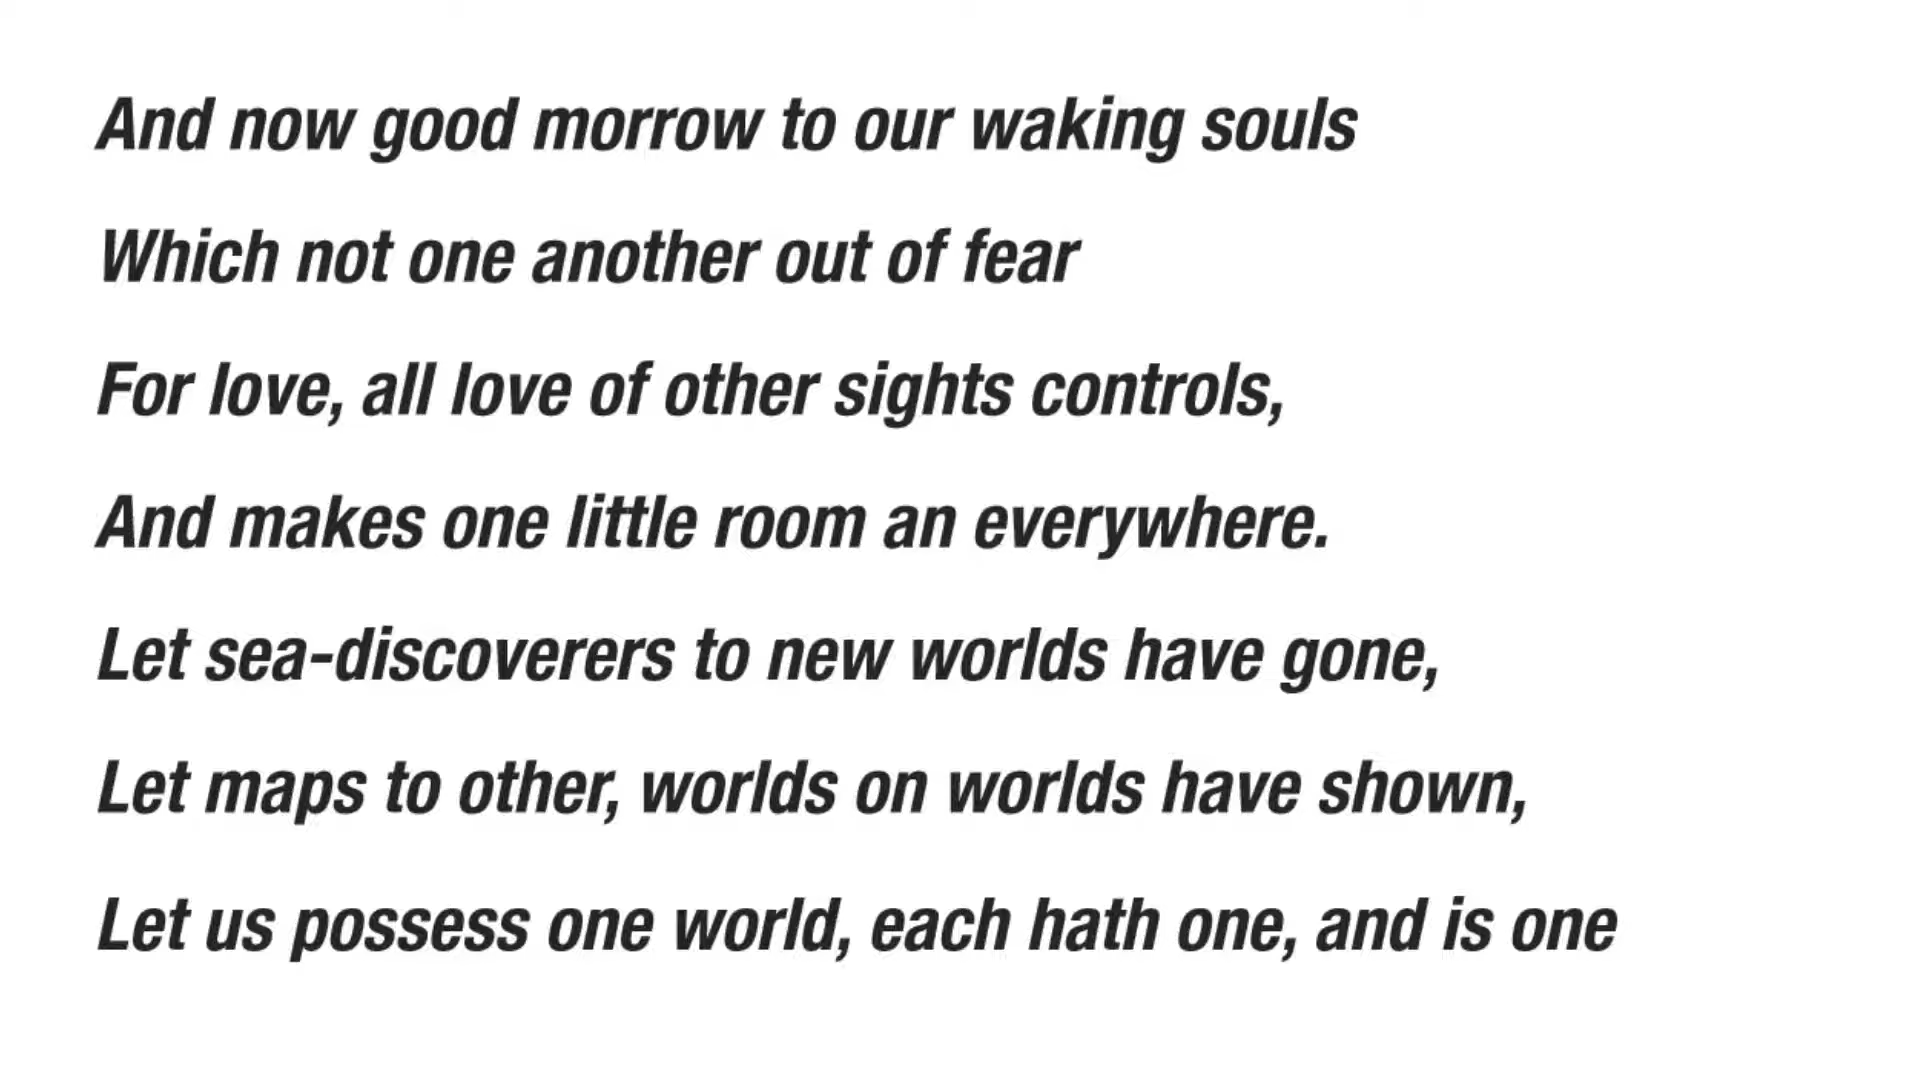 And now good morrow to our waking souls
Which not one another out of fear
For love, all love of other sights controls,
And makes one little room an everywhere.
Let sea-discoverers to new worlds have gone,
Let maps to other, worlds on worlds have shown,
Let us possess one world, each hath one, and is one